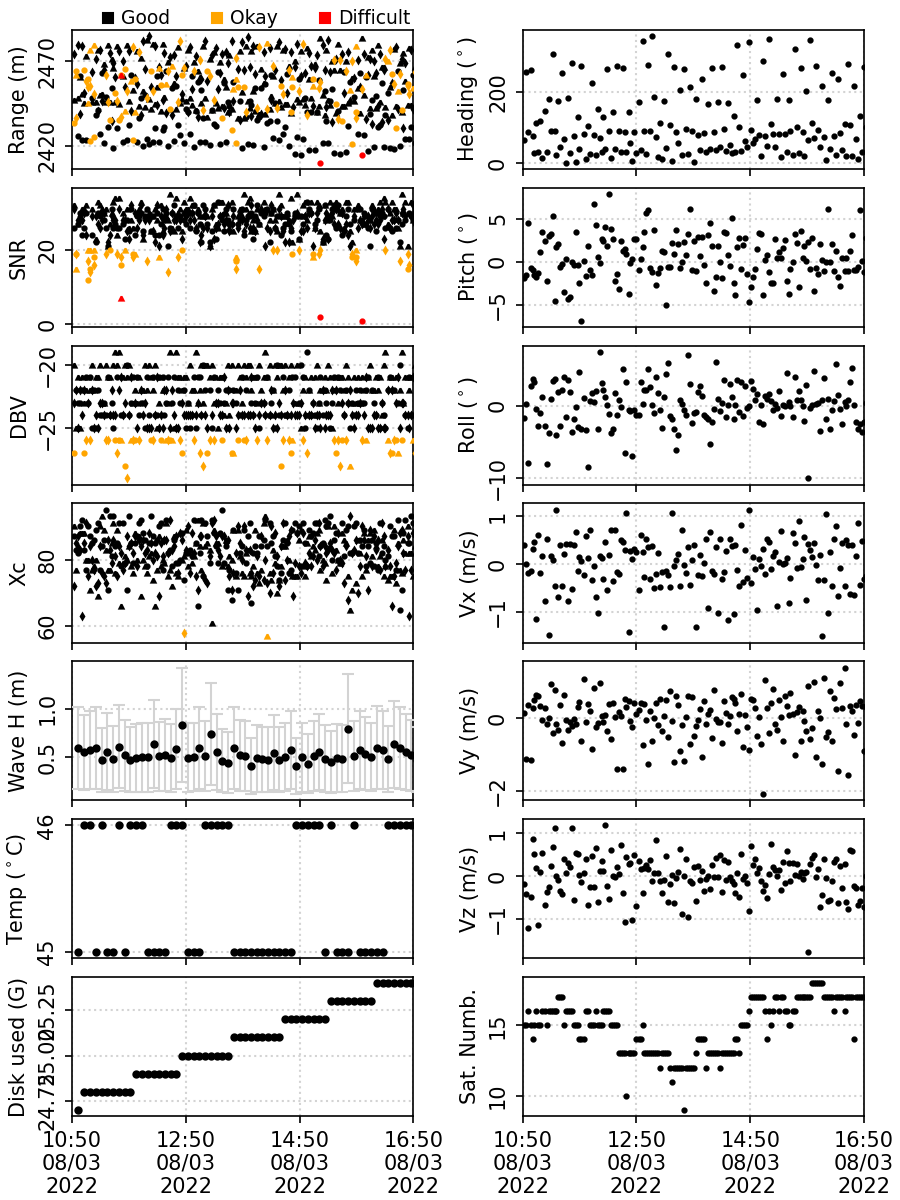 Good Okay Difficult
Range (m)
2470
2420
Heading (°)
200
0
SNR
20
0
Pitch (°)
5
0
−5
DBV
−20
−25
Roll (°)
0
−10
Xc
80
60
Vx (m/s)
1
0
−1
Wave H (m)
1.0
0.5
Vy (m/s)
0
−2
Temp (°C)
46
45
Vz (m/s)
1
0
−1
Disk used (G)
25.25
25.00
24.75
Sat. Numb.
15
10
10:50 12:50 14:50 16:50
08/03 08/03 08/03 08/03
2022 2022 2022 2022
10:50 12:50 14:50 16:50
08/03 08/03 08/03 08/03
2022 2022 2022 2022